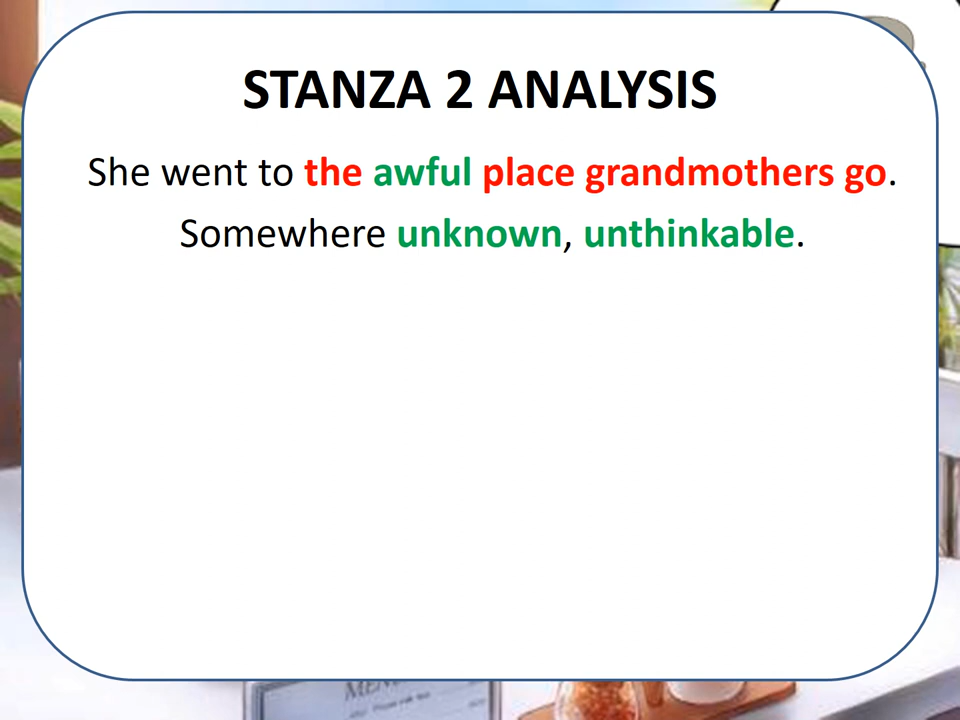 STANZA 2 ANALYSIS
She went to the awful place grandmothers go.
Somewhere unknown, unthinkable.